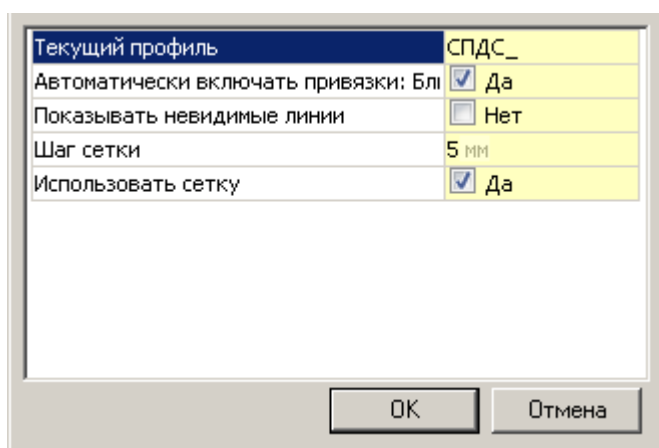 Текущий профиль СПДС_
Автоматически включать привязки: Бли Да
Показывать невидимые линии Нет
Шаг сетки 5 мм
Использовать сетку Да
OK Отмена